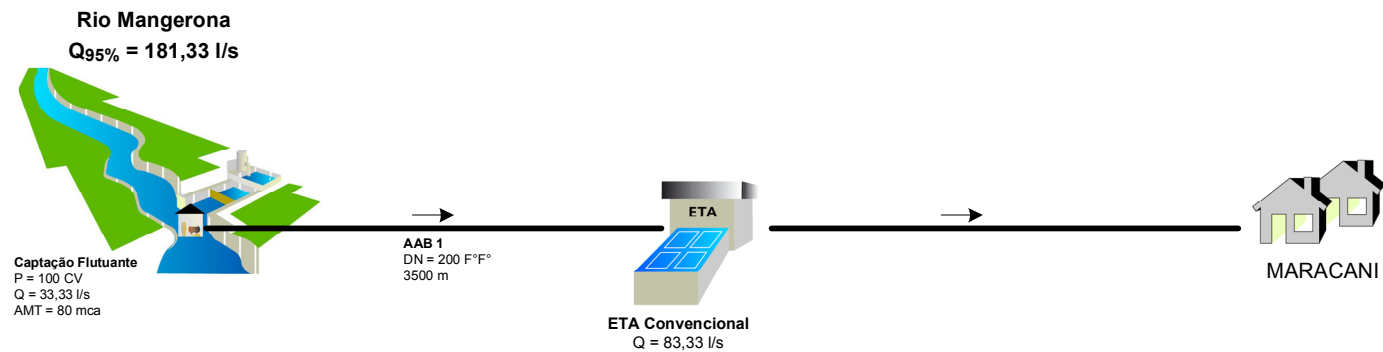 Rio Mangerona
Q95% = 181,33 l/s
Captação Flutuante
P = 100 CV
Q = 33,33 l/s
AMT = 80 mca
AAB 1
DN = 200 F°F°
3500 m
ETA
ETA Convencional
Q = 83,33 l/s
MARACANI